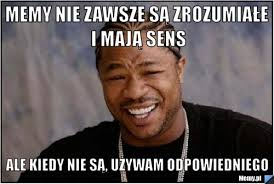 MEMY NIE ZAWSZE SĄ ZROZUMIAŁE
I MAJĄ SENS
ALE KIEDY NIE SĄ, UŻYWAM ODPOWIEDNIEGO
Memy.pl